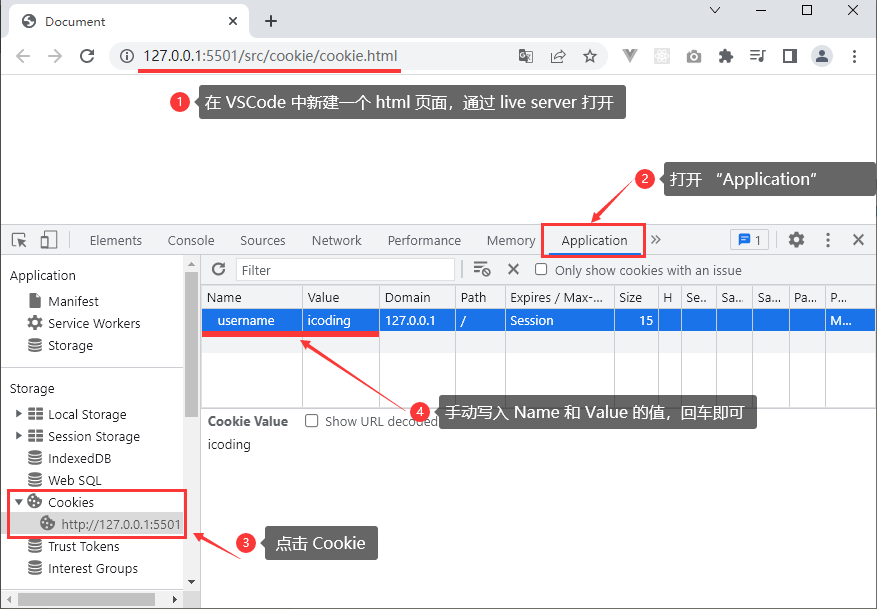 Document
127.0.0.1:5501/src/cookie/cookie.html
1 在 VSCode 中新建一个 html 页面，通过 live server 打开
2 打开 “Application”
Elements Console Sources Network Performance Memory Application 1
Application
Manifest
Service Workers
Storage
Storage
Local Storage
Session Storage
IndexedDB
Web SQL
Cookies
http://127.0.0.1:5501
Trust Tokens
Interest Groups
Filter Only show cookies with an issue
Name Value Domain Path Expires / Max-... Size H Se.. Sa... Sa... Pa... P...
username icoding 127.0.0.1 / Session 15 M...
4 手动写入 Name 和 Value 的值，回车即可
Cookie Value Show URL decoded
icoding
3 点击 Cookie